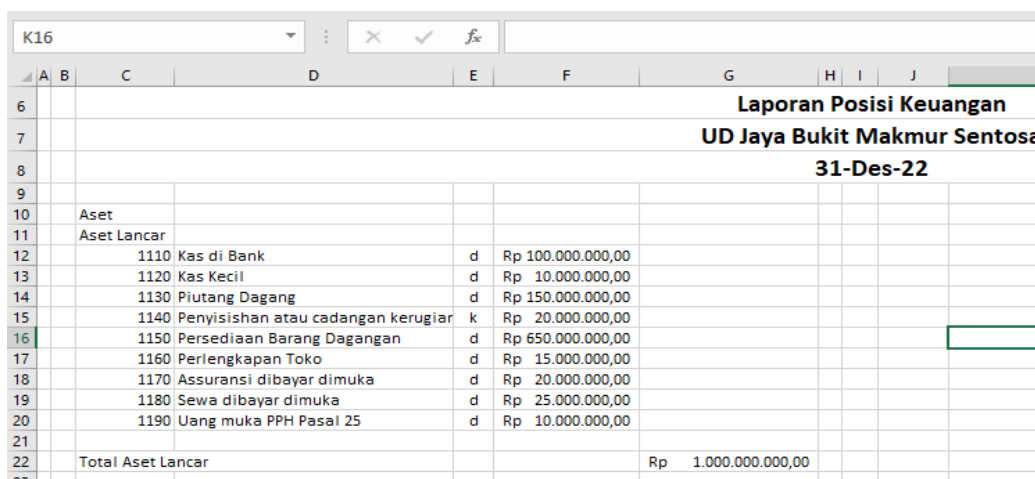 K16 fx
A B C D E F G H I J
6 Laporan Posisi Keuangan
7 UD Jaya Bukit Makmur Sentosa
8 31-Des-22
9
10 Aset
11 Aset Lancar
12 1110 Kas di Bank d Rp 100.000.000,00
13 1120 Kas Kecil d Rp 10.000.000,00
14 1130 Piutang Dagang d Rp 150.000.000,00
15 1140 Penyisishan atau cadangan kerugian k Rp 20.000.000,00
16 1150 Persediaan Barang Dagangan d Rp 650.000.000,00
17 1160 Perlengkapan Toko d Rp 15.000.000,00
18 1170 Assuransi dibayar dimuka d Rp 20.000.000,00
19 1180 Sewa dibayar dimuka d Rp 25.000.000,00
20 1190 Uang muka PPH Pasal 25 d Rp 10.000.000,00
21
22 Total Aset Lancar Rp 1.000.000.000,00